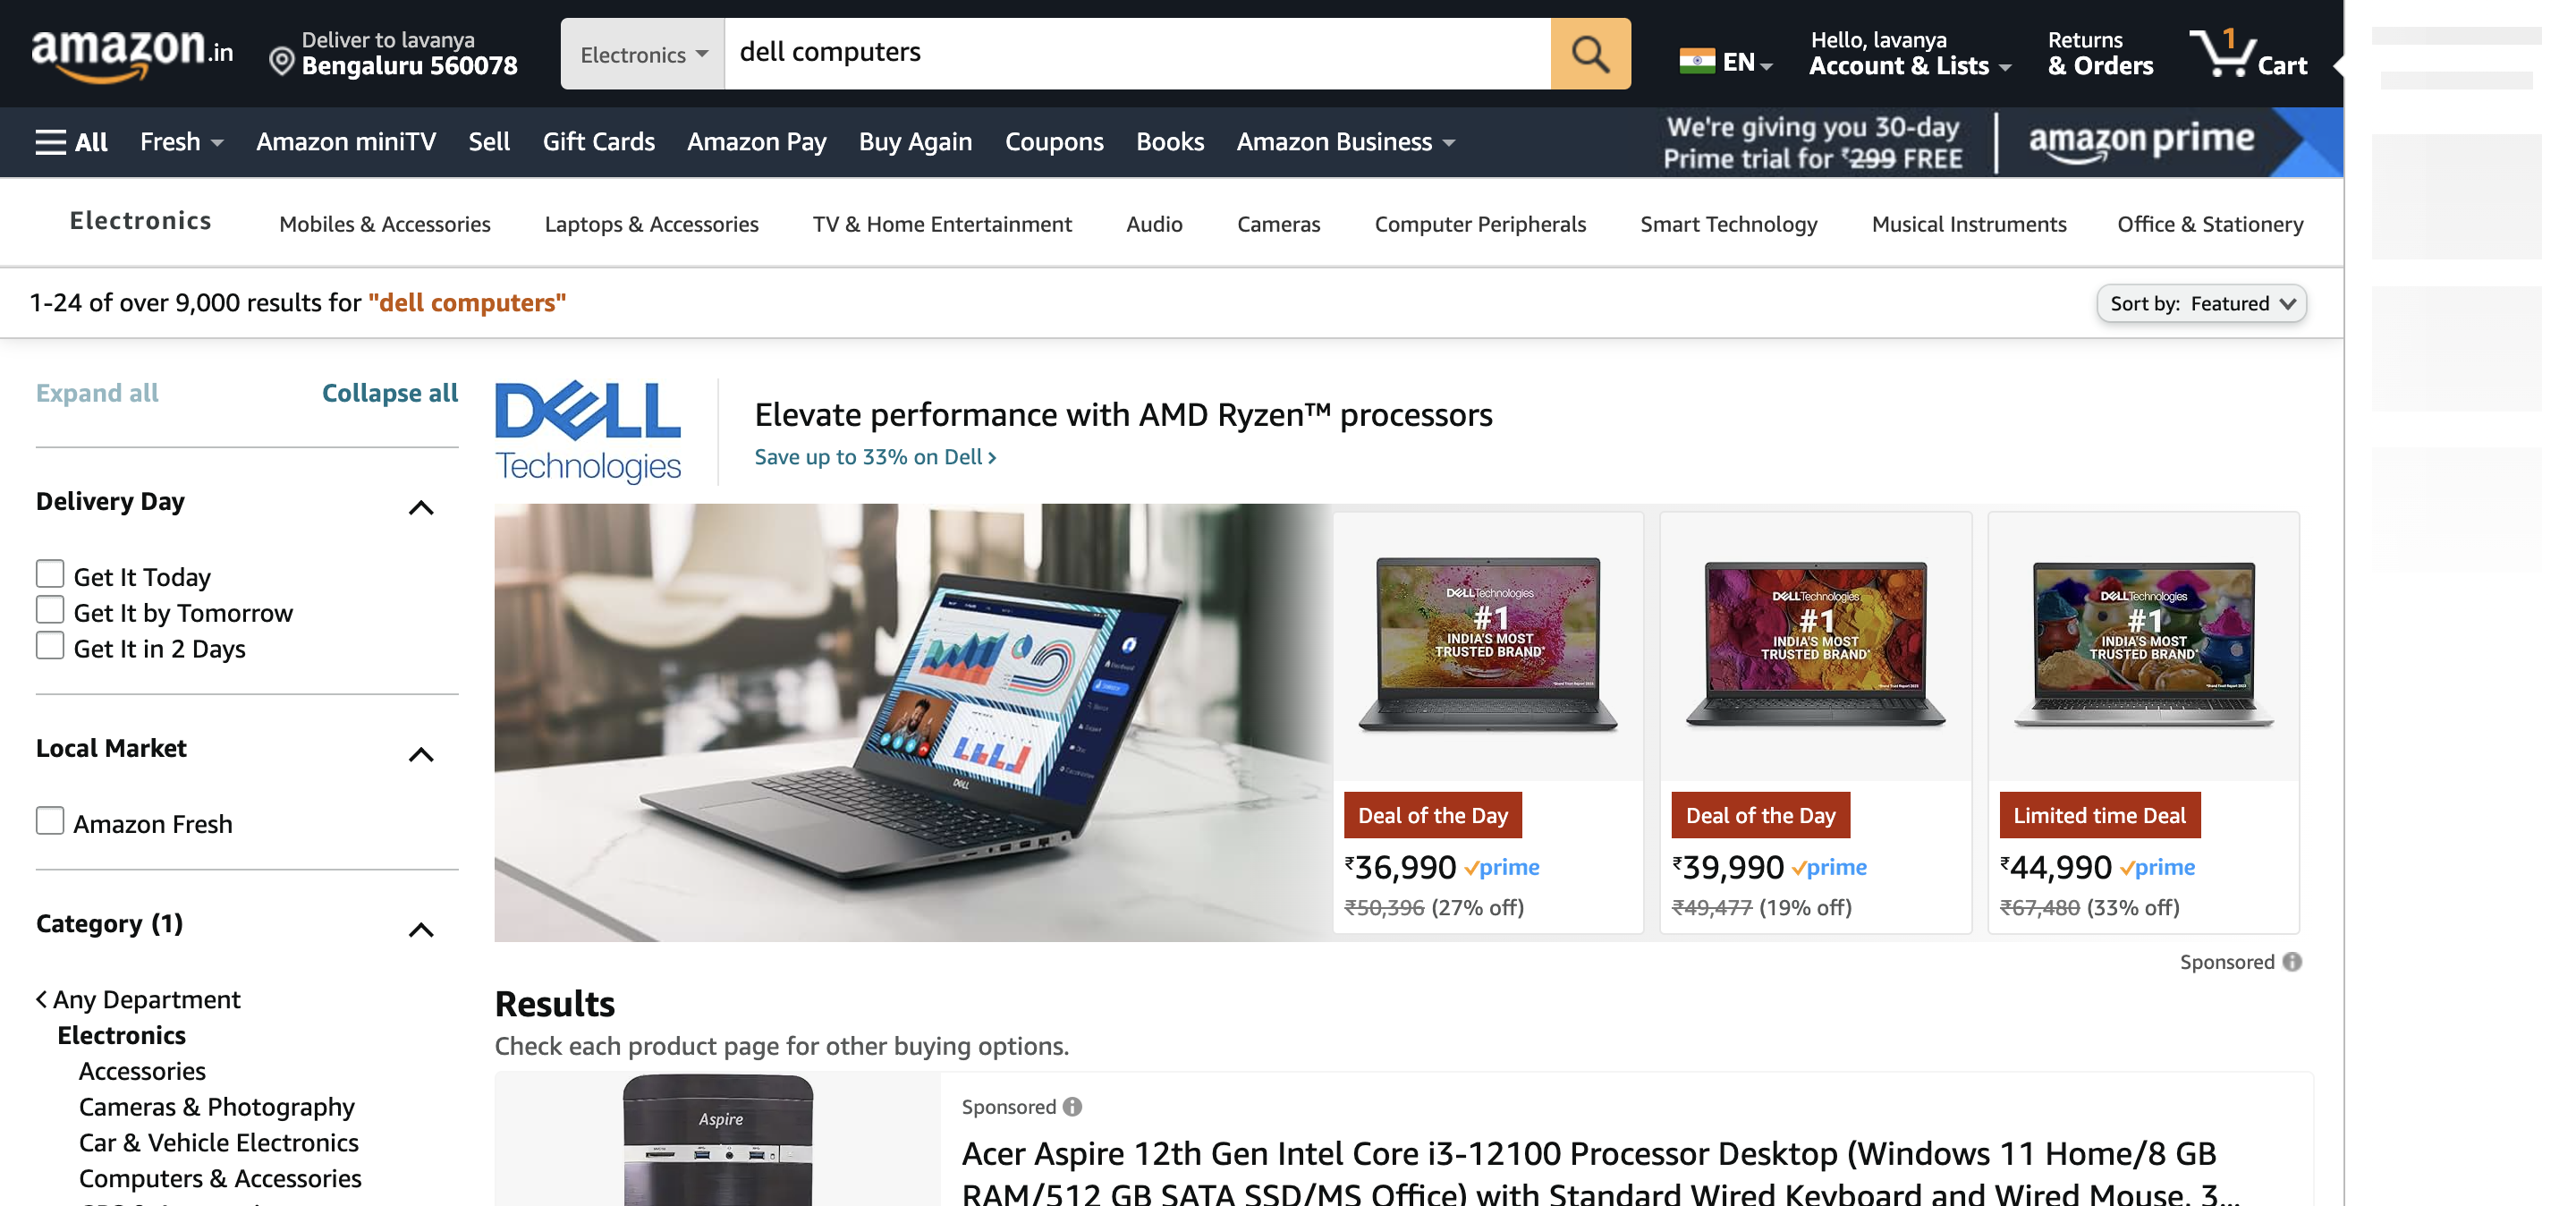 amazon.in
Deliver to lavanya
Bengaluru 560078
Electronics
dell computers
EN
Hello, lavanya
Account & Lists
Returns
& Orders
1
Cart
All
Fresh
Amazon miniTV
Sell
Gift Cards
Amazon Pay
Buy Again
Coupons
Books
Amazon Business
We're giving you 30-day
Prime trial for ₹299 FREE
amazon prime
Electronics
Mobiles & Accessories
Laptops & Accessories
TV & Home Entertainment
Audio
Cameras
Computer Peripherals
Smart Technology
Musical Instruments
Office & Stationery
1-24 of over 9,000 results for "dell computers"
Sort by: Featured
Expand all
Collapse all
Delivery Day
Get It Today
Get It by Tomorrow
Get It in 2 Days
Local Market
Amazon Fresh
Category (1)
< Any Department
Electronics
Accessories
Cameras & Photography
Car & Vehicle Electronics
Computers & Accessories
DELL
Technologies
Elevate performance with AMD Ryzen™ processors
Save up to 33% on Dell ›
DELL
DELLTechnologies
#1
INDIA'S MOST
TRUSTED BRAND*
Deal of the Day
₹36,990 prime
₹50,396 (27% off)
DELLTechnologies
#1
INDIA'S MOST
TRUSTED BRAND*
Deal of the Day
₹39,990 prime
₹49,477 (19% off)
DELLTechnologies
#1
INDIA'S MOST
TRUSTED BRAND*
Limited time Deal
₹44,990 prime
₹67,480 (33% off)
Sponsored
Results
Check each product page for other buying options.
Aspire
Sponsored
Acer Aspire 12th Gen Intel Core i3-12100 Processor Desktop (Windows 11 Home/8 GB
RAM/512 GB SATA SSD/MS Office) with Standard Wired Keyboard and Wired Mouse, 3...